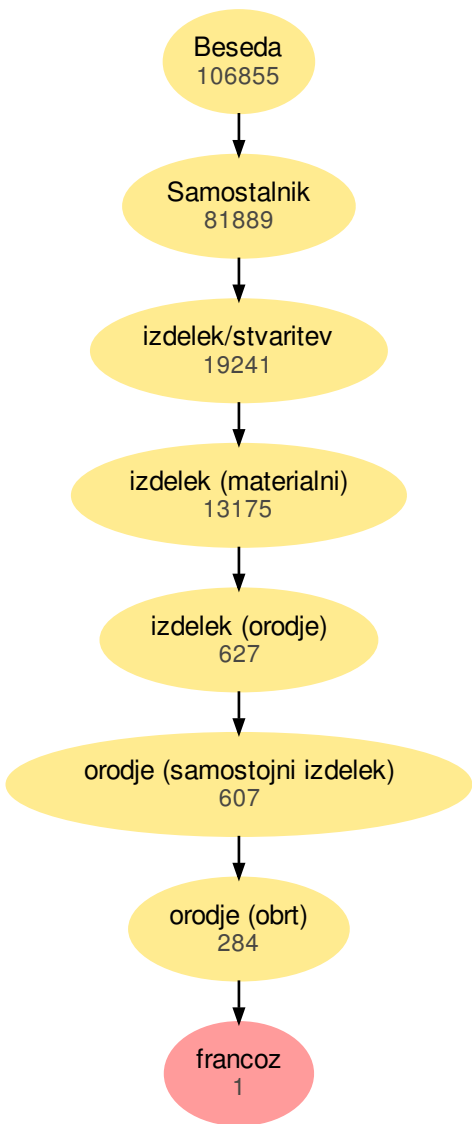 Beseda
106855
Samostalnik
81889
izdelek/stvaritev
19241
izdelek (materialni)
13175
izdelek (orodje)
627
orodje (samostojni izdelek)
607
orodje (obrt)
284
francoz
1